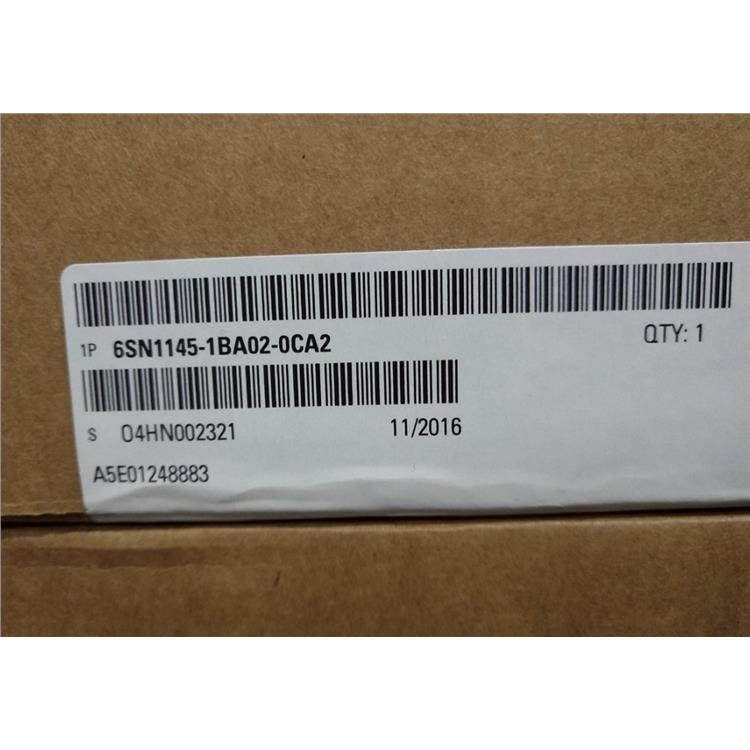 1P 6SN1145-1BA02-0CA2 QTY: 1
S O4HN002321 11/2016
A5E01248883